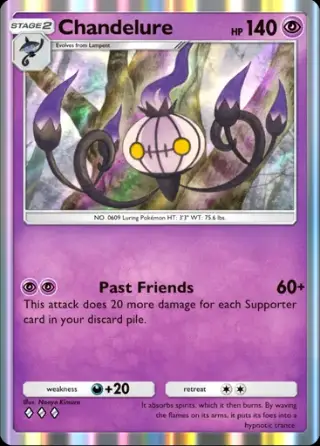 STAGE 2 Chandelure HP 140
Evolves from Lampent.
NO. 0609 Luring Pokémon HT: 3'3" WT: 75.6 lbs.
Past Friends 60+
This attack does 20 more damage for each Supporter
card in your discard pile.
weakness +20 retreat
Illus. Naoyo Kimura
It absorbs spirits, which it then burns. By waving
the flames on its arms, it puts its foes into a
hypnotic trance.